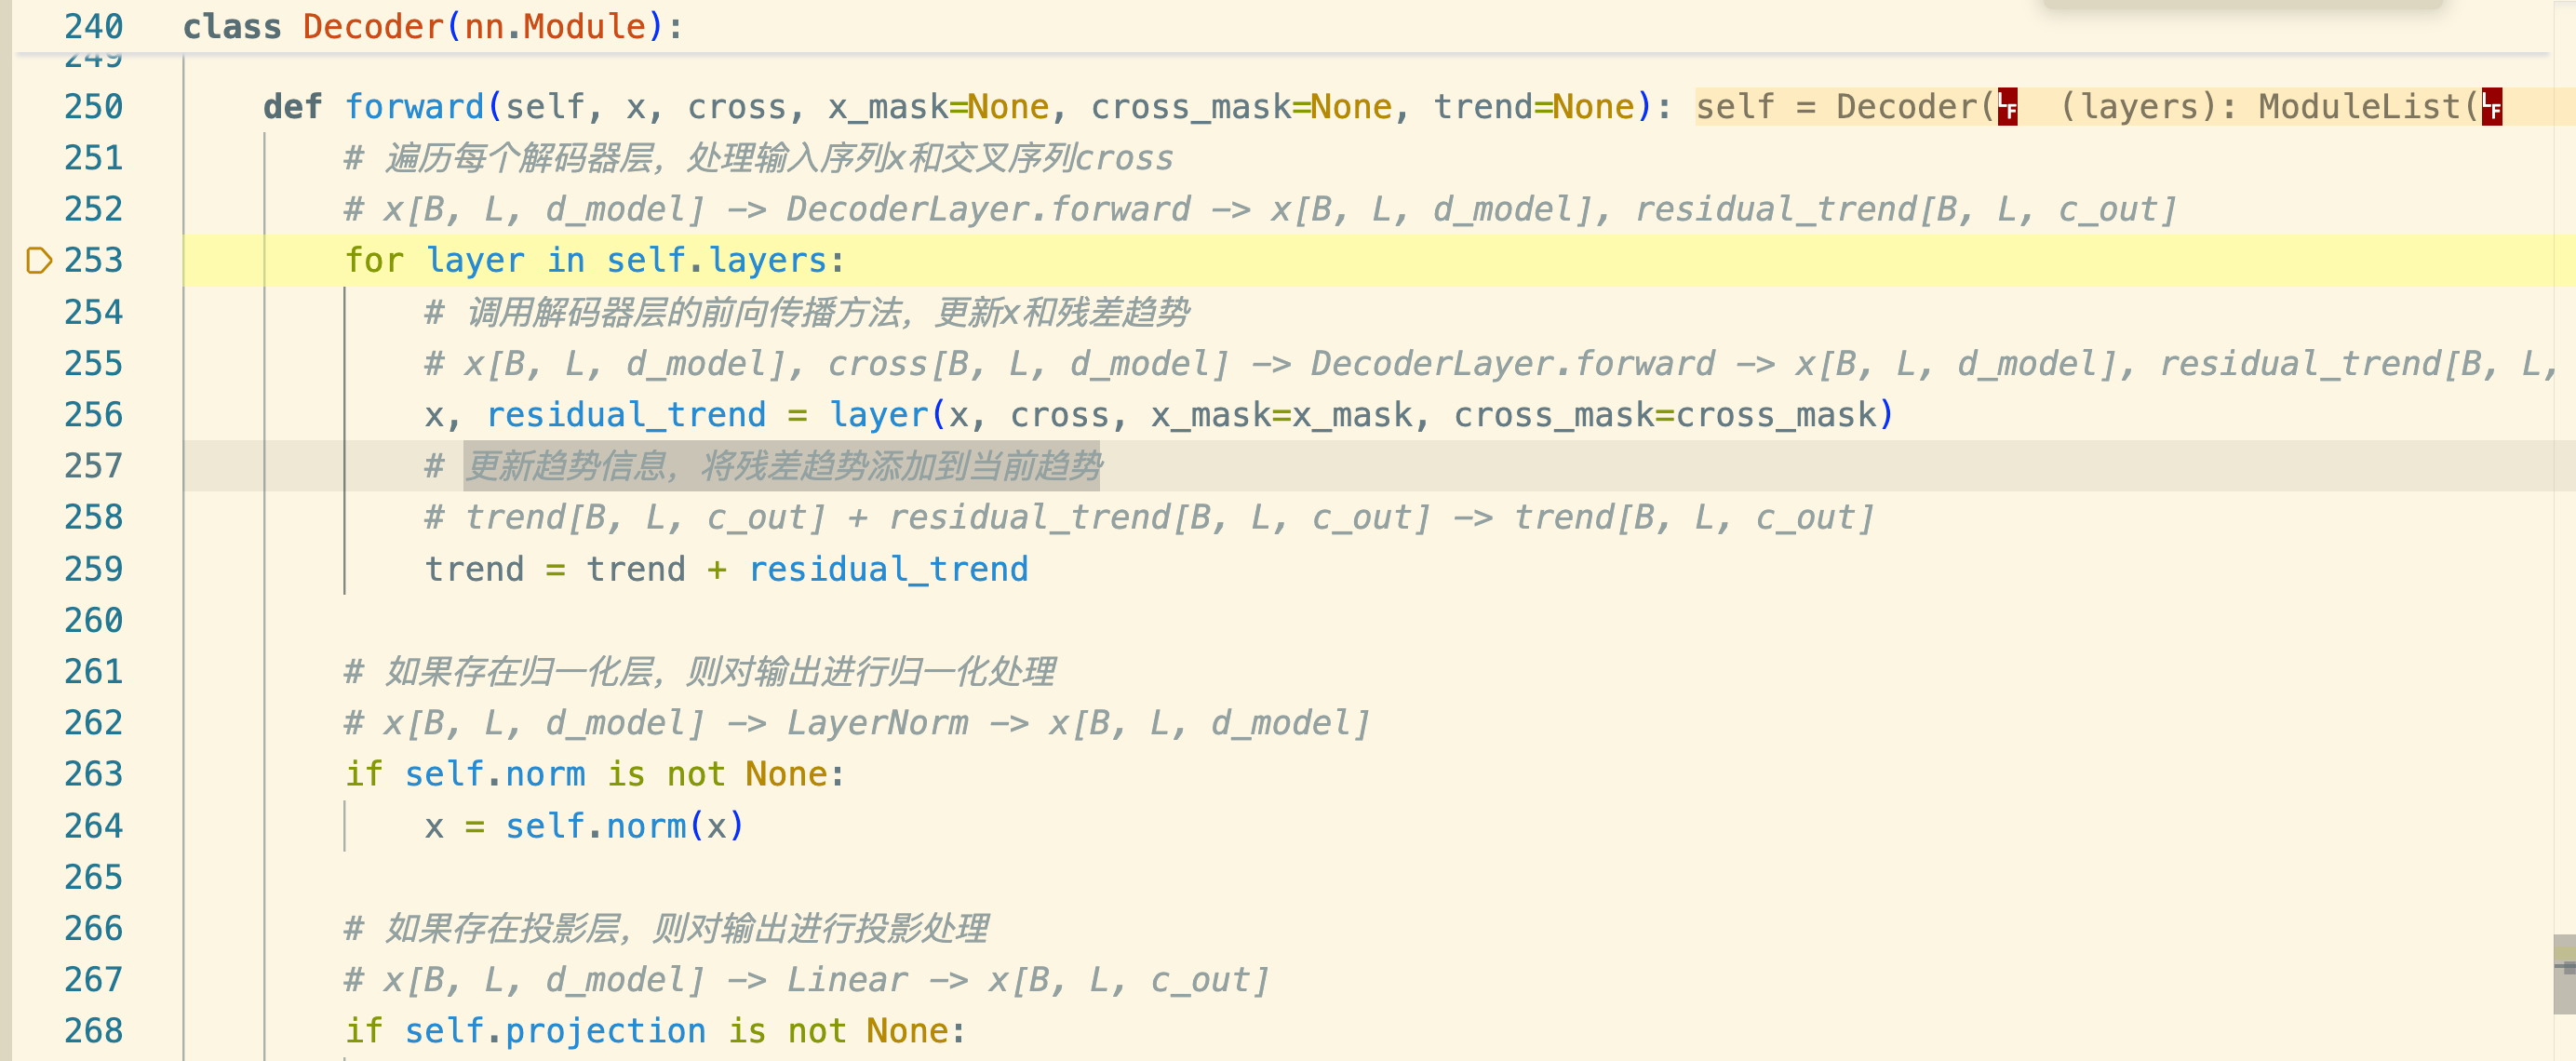 240 class Decoder(nn.Module):
249
250 def forward(self, x, cross, x_mask=None, cross_mask=None, trend=None): self = Decoder(␊ (layers): ModuleList(␊
251 # 遍历每个解码器层，处理输入序列x和交叉序列cross
252 # x[B, L, d_model] -> DecoderLayer.forward -> x[B, L, d_model], residual_trend[B, L, c_out]
253 for layer in self.layers:
254 # 调用解码器层的前向传播方法，更新x和残差趋势
255 # x[B, L, d_model], cross[B, L, d_model] -> DecoderLayer.forward -> x[B, L, d_model], residual_trend[B, L,
256 x, residual_trend = layer(x, cross, x_mask=x_mask, cross_mask=cross_mask)
257 # 更新趋势信息，将残差趋势添加到当前趋势
258 # trend[B, L, c_out] + residual_trend[B, L, c_out] -> trend[B, L, c_out]
259 trend = trend + residual_trend
260
261 # 如果存在归一化层，则对输出进行归一化处理
262 # x[B, L, d_model] -> LayerNorm -> x[B, L, d_model]
263 if self.norm is not None:
264 x = self.norm(x)
265
266 # 如果存在投影层，则对输出进行投影处理
267 # x[B, L, d_model] -> Linear -> x[B, L, c_out]
268 if self.projection is not None: